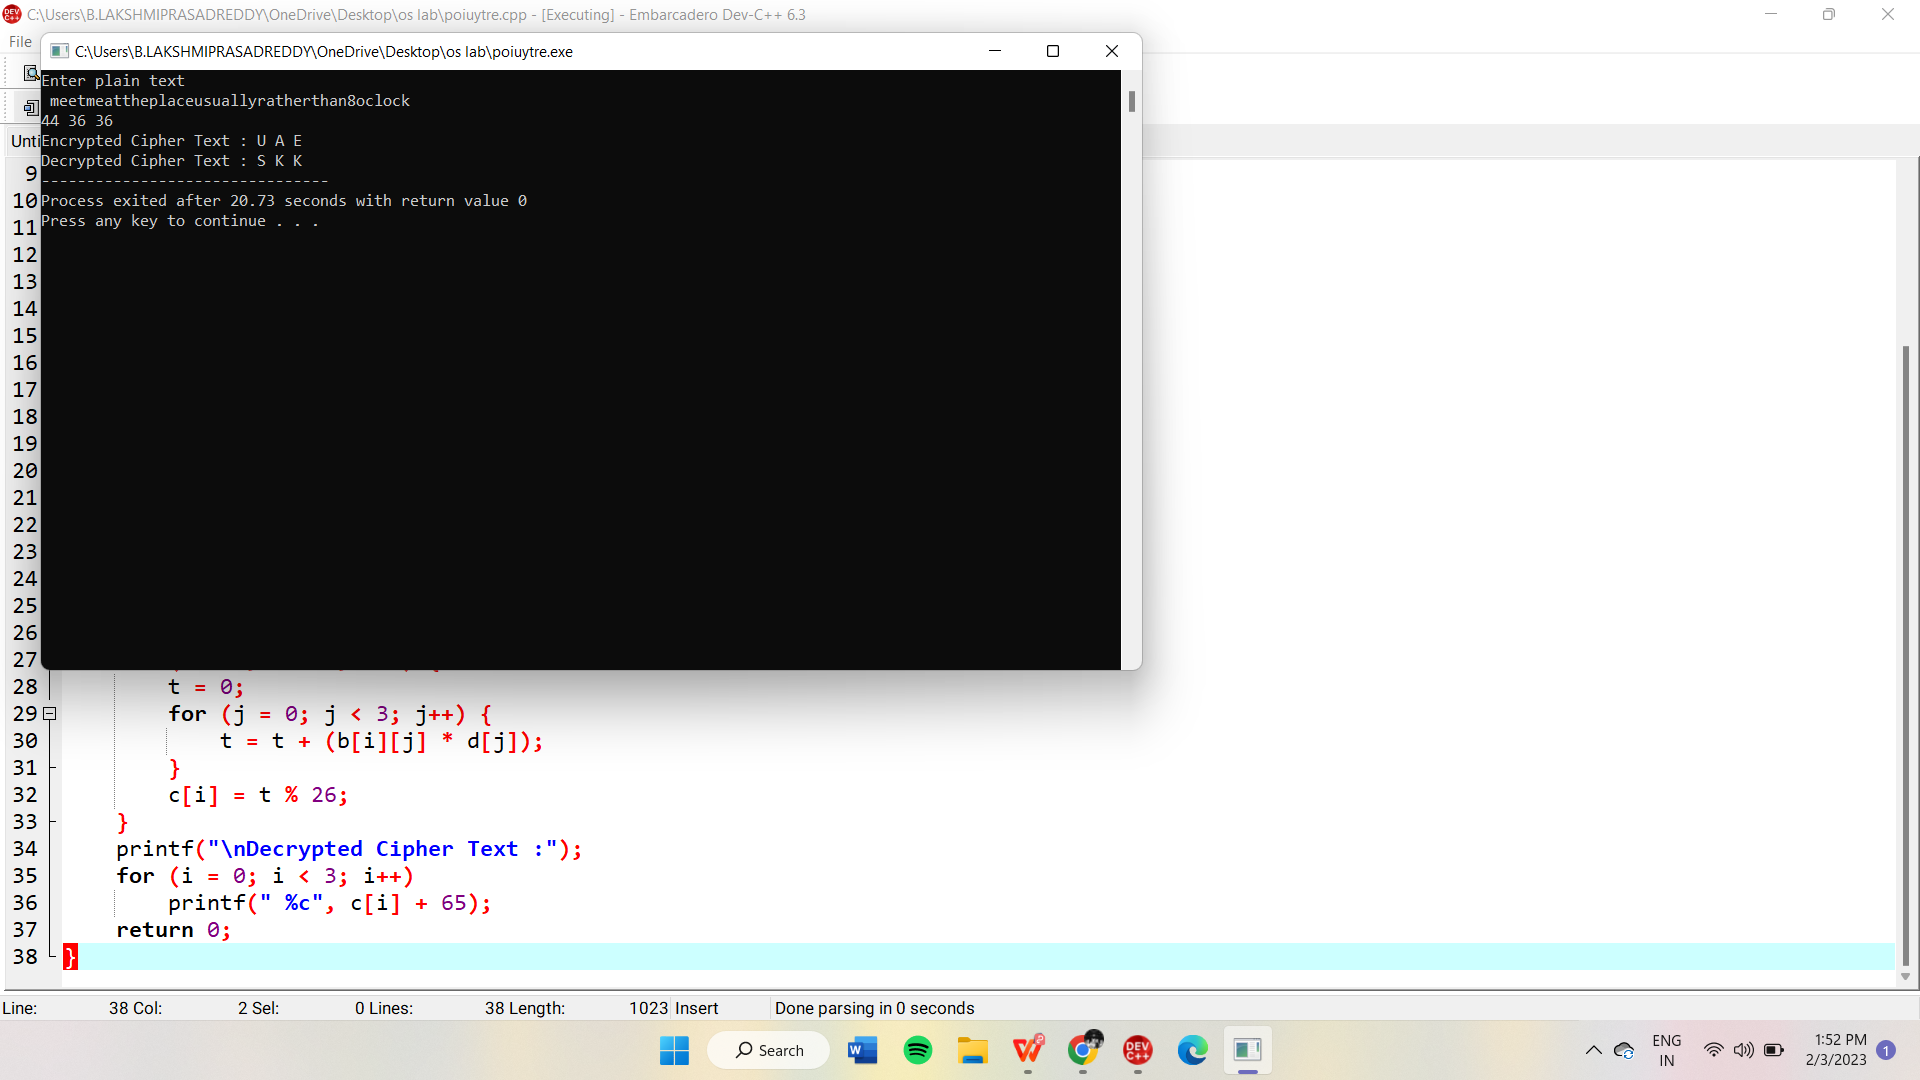 C:\Users\B.LAKSHMIPRASADREDDY\OneDrive\Desktop\os lab\poiuytre.cpp - [Executing] - Embarcadero Dev-C++ 6.3
File
C:\Users\B.LAKSHMIPRASADREDDY\OneDrive\Desktop\os lab\poiuytre.exe
Enter plain text
meetmeattheplaceusuallyratherthan8oclock
44 36 36
Unti
Encrypted Cipher Text : U A E
Decrypted Cipher Text : S K K
--------------------------------
Process exited after 20.73 seconds with return value 0
Press any key to continue . . .
9
10
11
12
13
14
15
16
17
18
19
20
21
22
23
24
25
26
27
28 t = 0;
29 for (j = 0; j < 3; j++) {
30 t = t + (b[i][j] * d[j]);
31 }
32 c[i] = t % 26;
33 }
34 printf("\nDecrypted Cipher Text :");
35 for (i = 0; i < 3; i++)
36 printf(" %c", c[i] + 65);
37 return 0;
38 }
Line: 38 Col: 2 Sel: 0 Lines: 38 Length: 1023 Insert Done parsing in 0 seconds
Search
DEV C++
ENG
IN
1:52 PM
2/3/2023
1